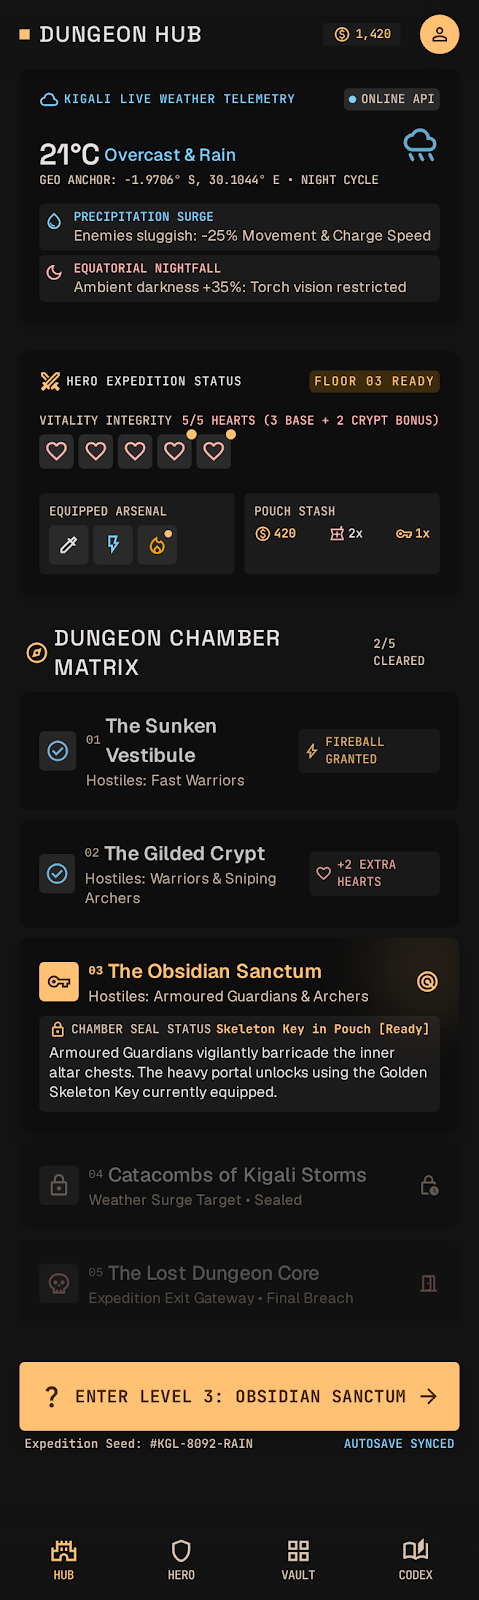 DUNGEON HUB
1,420
KIGALI LIVE WEATHER TELEMETRY
ONLINE API
21°C Overcast & Rain
GEO ANCHOR: -1.9706° S, 30.1044° E • NIGHT CYCLE
PRECIPITATION SURGE
Enemies sluggish: -25% Movement & Charge Speed
EQUATORIAL NIGHTFALL
Ambient darkness +35%: Torch vision restricted
HERO EXPEDITION STATUS
FLOOR 03 READY
VITALITY INTEGRITY 5/5 HEARTS (3 BASE + 2 CRYPT BONUS)
EQUIPPED ARSENAL
POUCH STASH
420 2x 1x
DUNGEON CHAMBER
MATRIX
2/5
CLEARED
01 The Sunken
Vestibule
Hostiles: Fast Warriors
FIREBALL
GRANTED
02 The Gilded Crypt
Hostiles: Warriors & Sniping
Archers
+2 EXTRA
HEARTS
03 The Obsidian Sanctum
Hostiles: Armoured Guardians & Archers
CHAMBER SEAL STATUS Skeleton Key in Pouch [Ready]
Armoured Guardians vigilantly barricade the inner
altar chests. The heavy portal unlocks using the Golden
Skeleton Key currently equipped.
04 Catacombs of Kigali Storms
Weather Surge Target • Sealed
05 The Lost Dungeon Core
Expedition Exit Gateway • Final Breach
? ENTER LEVEL 3: OBSIDIAN SANCTUM →
Expedition Seed: #KGL-8092-RAIN
AUTOSAVE SYNCED
HUB
HERO
VAULT
CODEX